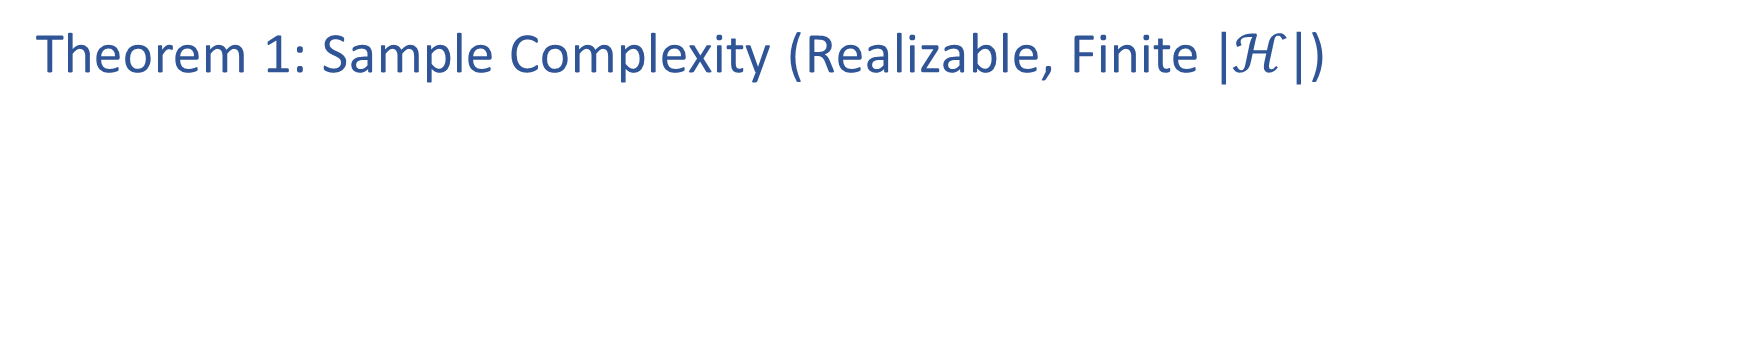 Theorem 1: Sample Complexity (Realizable, Finite |ℋ|)